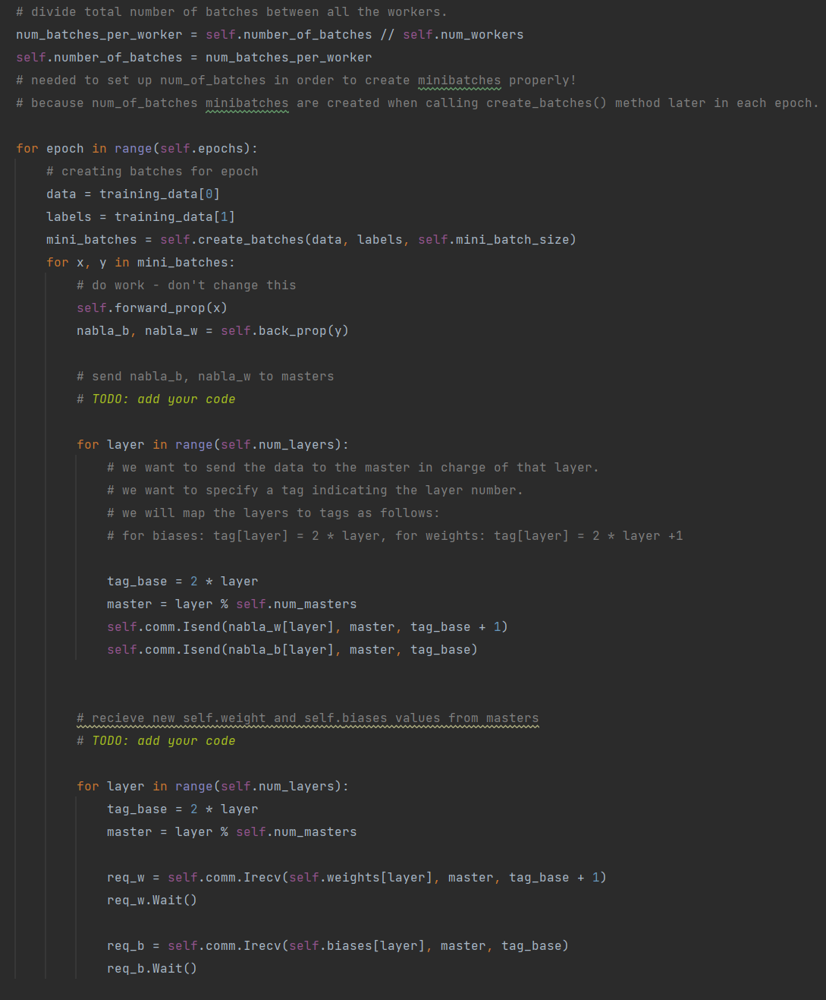 # divide total number of batches between all the workers.
num_batches_per_worker = self.number_of_batches // self.num_workers
self.number_of_batches = num_batches_per_worker
# needed to set up num_of_batches in order to create minibatches properly!
# because num_of_batches minibatches are created when calling create_batches() method later in each epoch.
for epoch in range(self.epochs):
# creating batches for epoch
data = training_data[0]
labels = training_data[1]
mini_batches = self.create_batches(data, labels, self.mini_batch_size)
for x, y in mini_batches:
# do work - don't change this
self.forward_prop(x)
nabla_b, nabla_w = self.back_prop(y)
# send nabla_b, nabla_w to masters
# TODO: add your code
for layer in range(self.num_layers):
# we want to send the data to the master in charge of that layer.
# we want to specify a tag indicating the layer number.
# we will map the layers to tags as follows:
# for biases: tag[layer] = 2 * layer, for weights: tag[layer] = 2 * layer +1
tag_base = 2 * layer
master = layer % self.num_masters
self.comm.Isend(nabla_w[layer], master, tag_base + 1)
self.comm.Isend(nabla_b[layer], master, tag_base)
# recieve new self.weight and self.biases values from masters
# TODO: add your code
for layer in range(self.num_layers):
tag_base = 2 * layer
master = layer % self.num_masters
req_w = self.comm.Irecv(self.weights[layer], master, tag_base + 1)
req_w.Wait()
req_b = self.comm.Irecv(self.biases[layer], master, tag_base)
req_b.Wait()